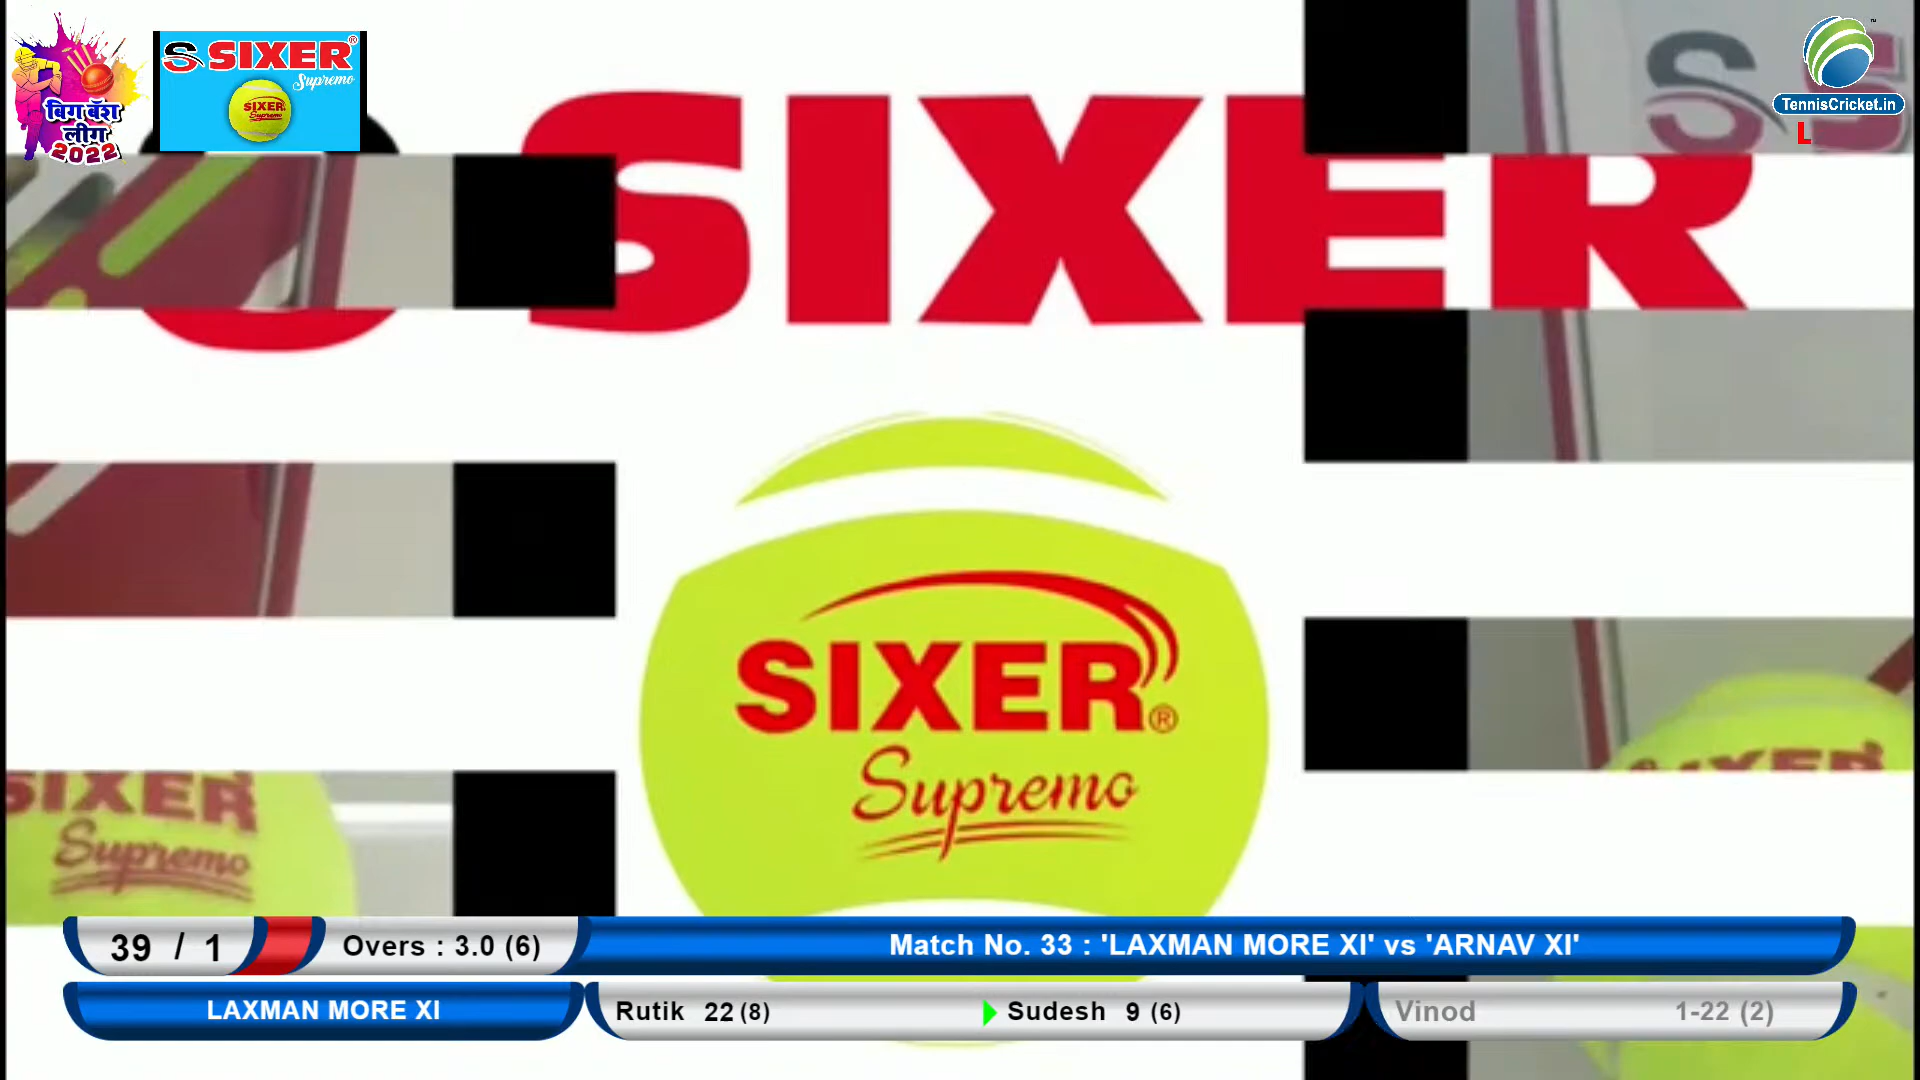 बिग बॅश
लीग
2022
S SIXER®
Supremo
SIXER
Supremo
SIXER
S S
TennisCricket.in
L
SIXER®
Supremo
SIXER
SIXER
Supremo
39 / 1
Overs : 3.0 (6)
Match No. 33 : 'LAXMAN MORE XI' vs 'ARNAV XI'
LAXMAN MORE XI
Rutik 22 (8)
Sudesh 9 (6)
Vinod 1-22 (2)